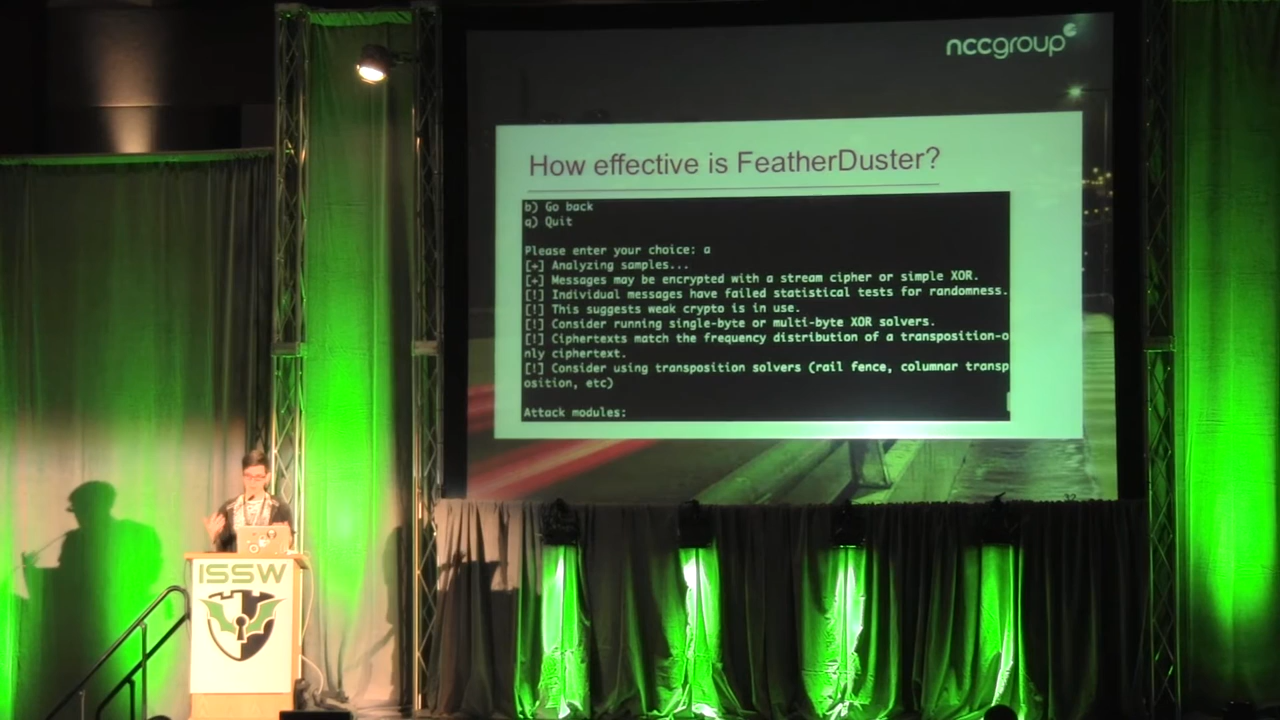 nccgroup
How effective is FeatherDuster?
b) Go back
q) Quit
Please enter your choice: a
[+] Analyzing samples...
[+] Messages may be encrypted with a stream cipher or simple XOR.
[!] Individual messages have failed statistical tests for randomness.
[!] This suggests weak crypto is in use.
[!] Consider running single-byte or multi-byte XOR solvers.
[!] Ciphertexts match the frequency distribution of a transposition-o
nly ciphertext.
[!] Consider using transposition solvers (rail fence, columnar transp
osition, etc)
Attack modules:
32
ISSW